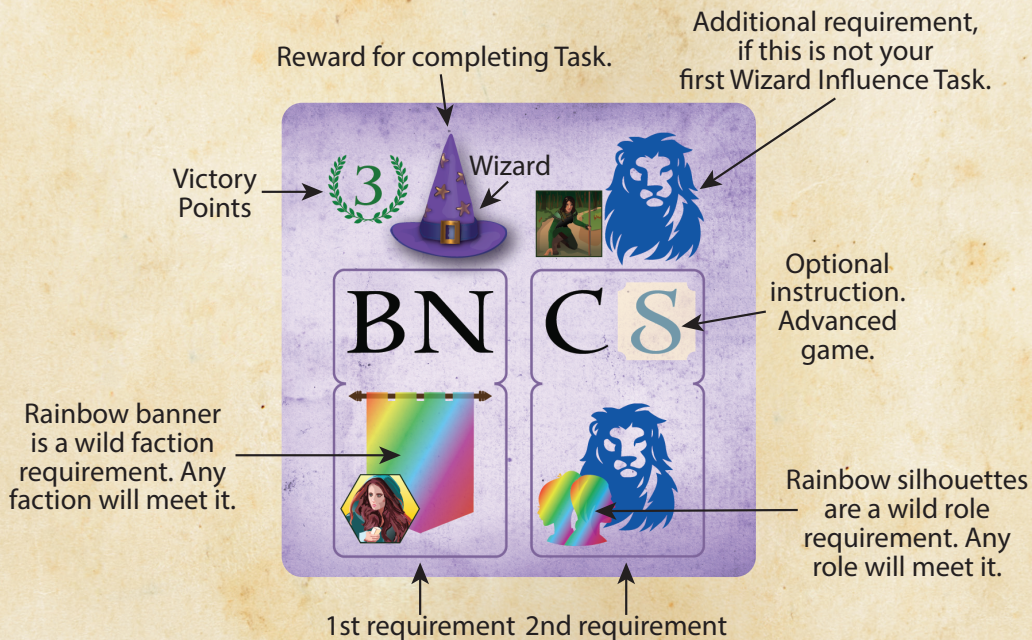 Additional requirement,
if this is not your
first Wizard Influence Task.
Reward for completing Task.
Victory
Points
3
Wizard
BN
C S
Optional
instruction.
Advanced
game.
Rainbow banner
is a wild faction
requirement. Any
faction will meet it.
Rainbow silhouettes
are a wild role
requirement. Any
role will meet it.
1st requirement
2nd requirement